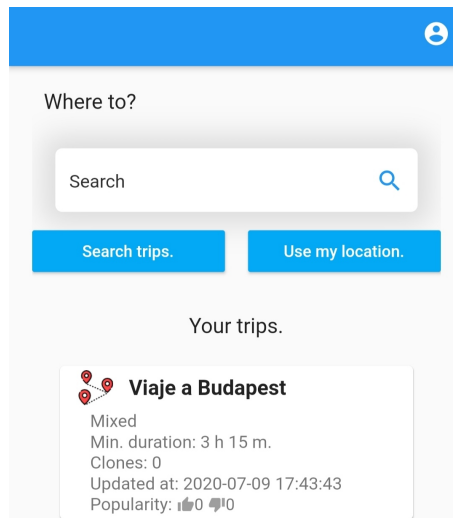 Where to?
Search
Search trips.
Use my location.
Your trips.
Viaje a Budapest
Mixed
Min. duration: 3 h 15 m.
Clones: 0
Updated at: 2020-07-09 17:43:43
Popularity: 0 0